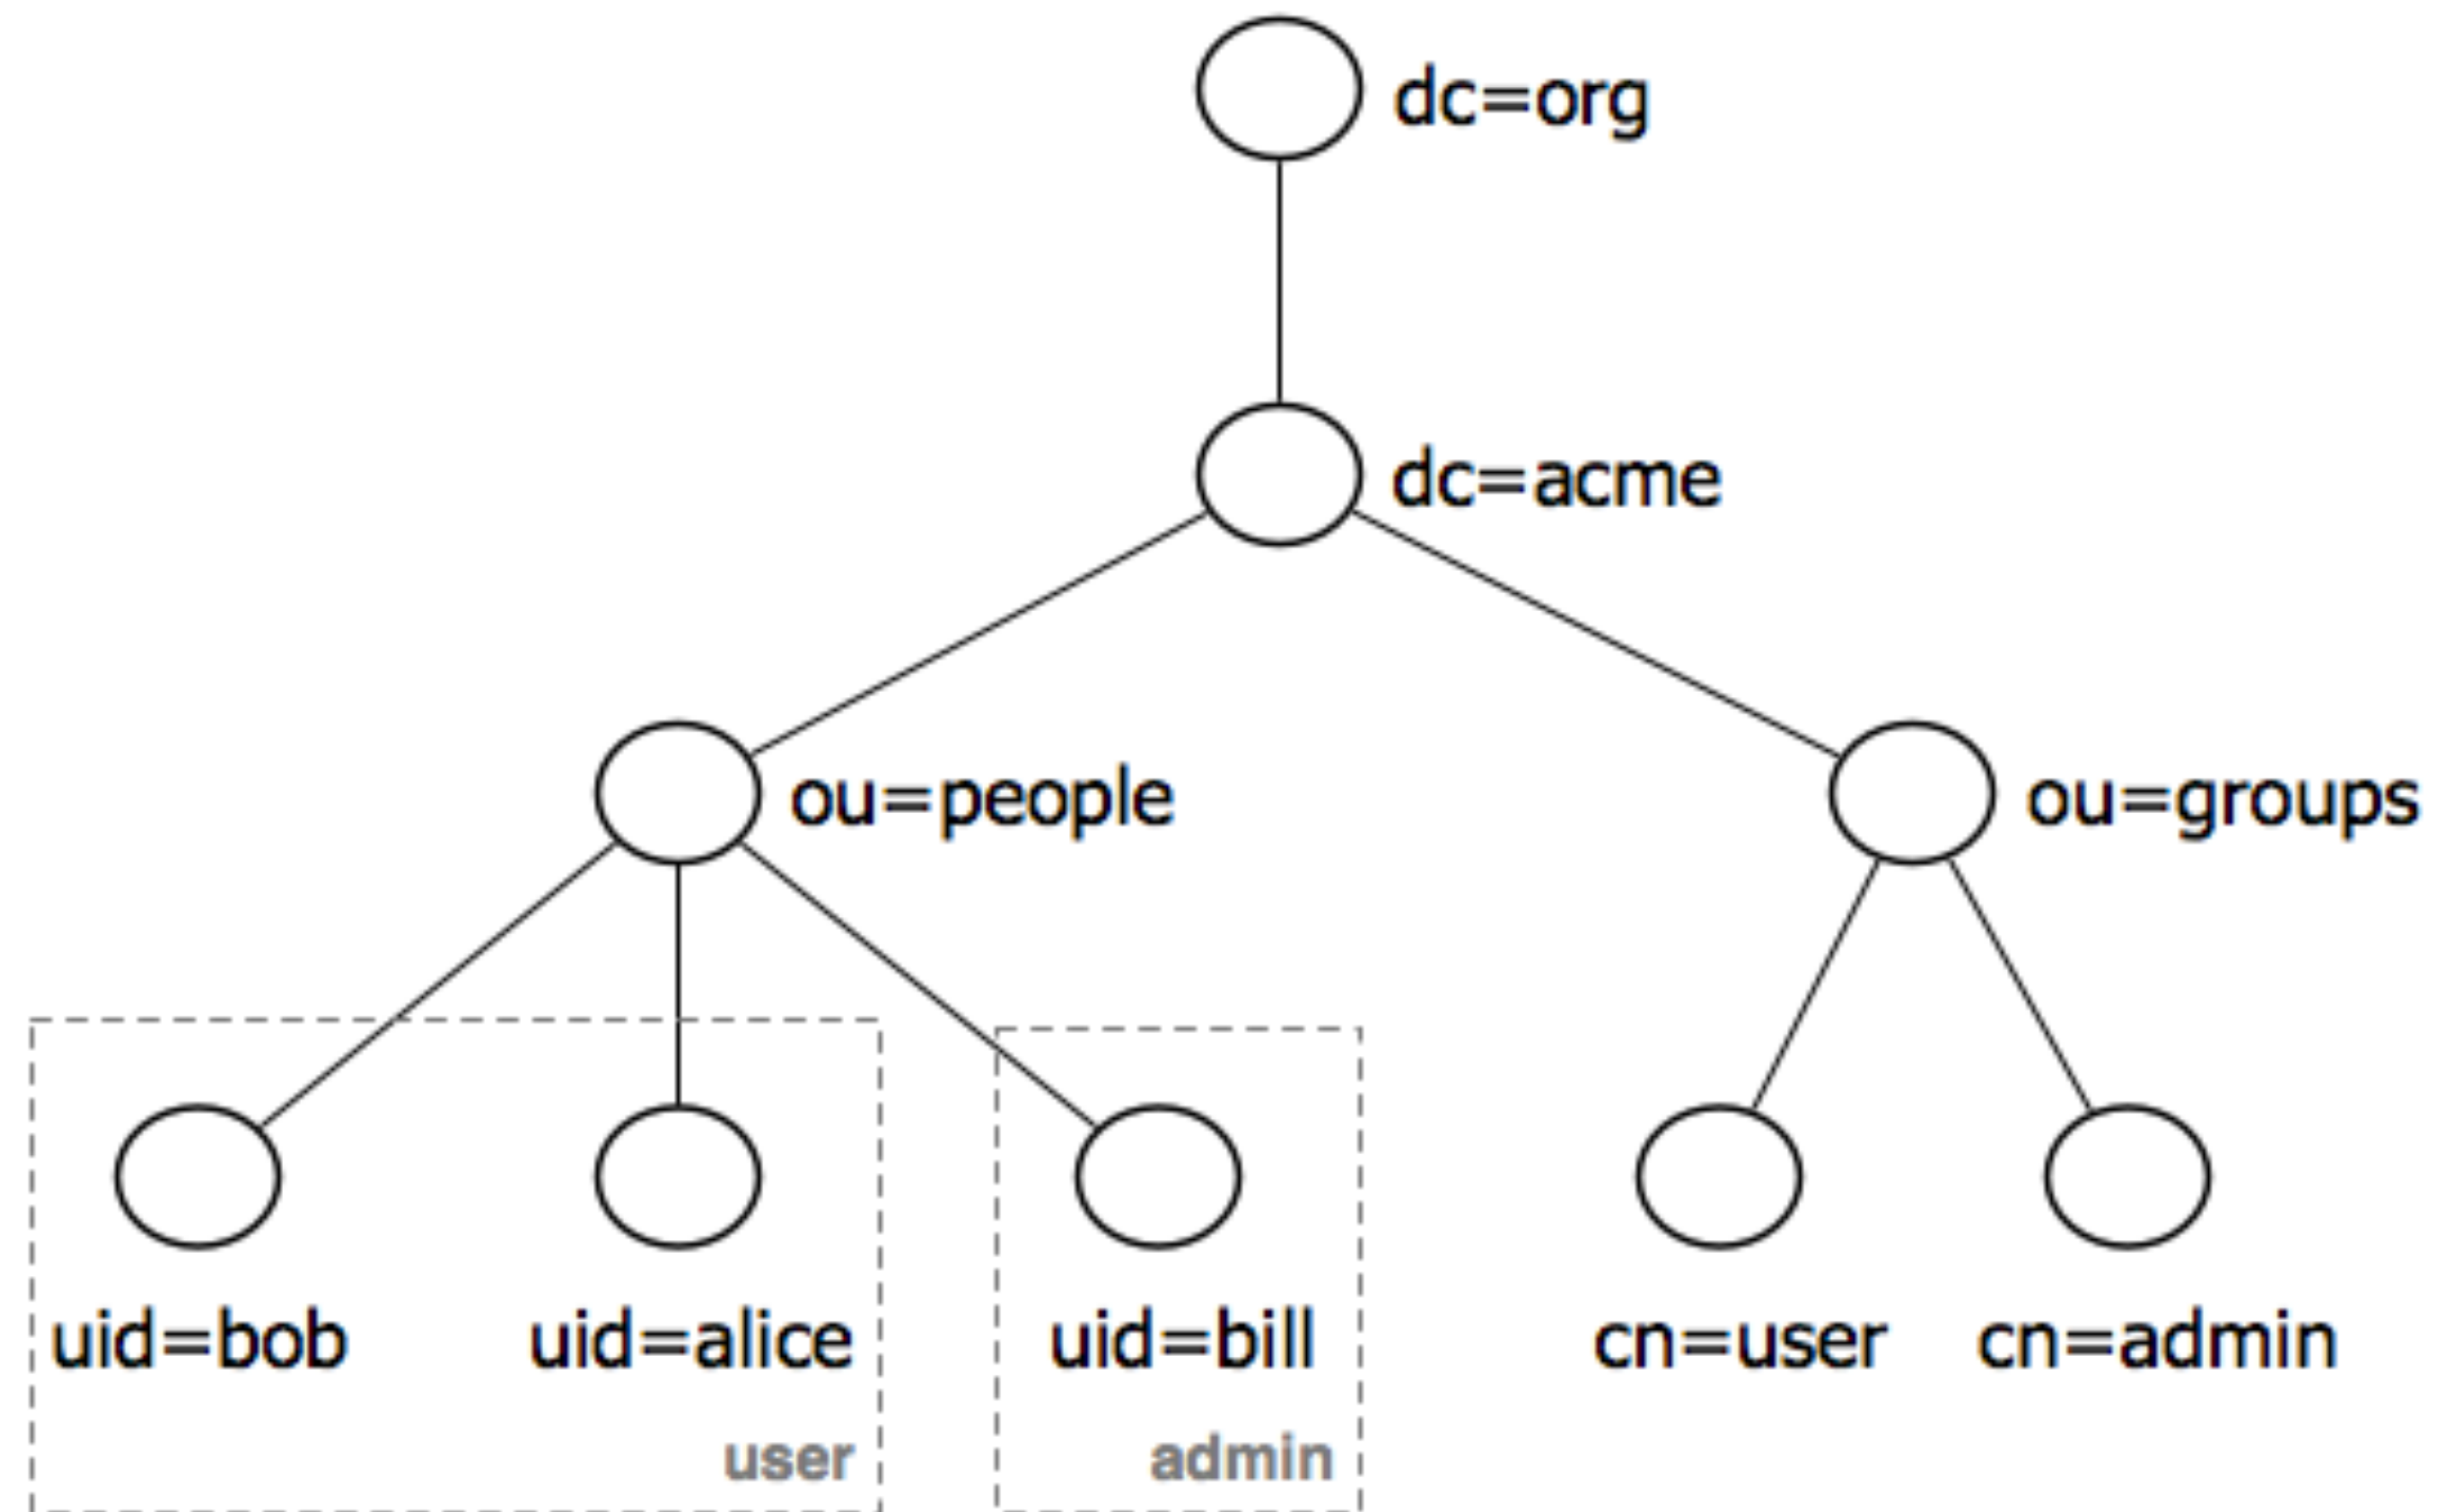 dc=org
dc=acme
ou=people
ou=groups
uid=bob
uid=alice
uid=bill
cn=user
cn=admin
user
admin